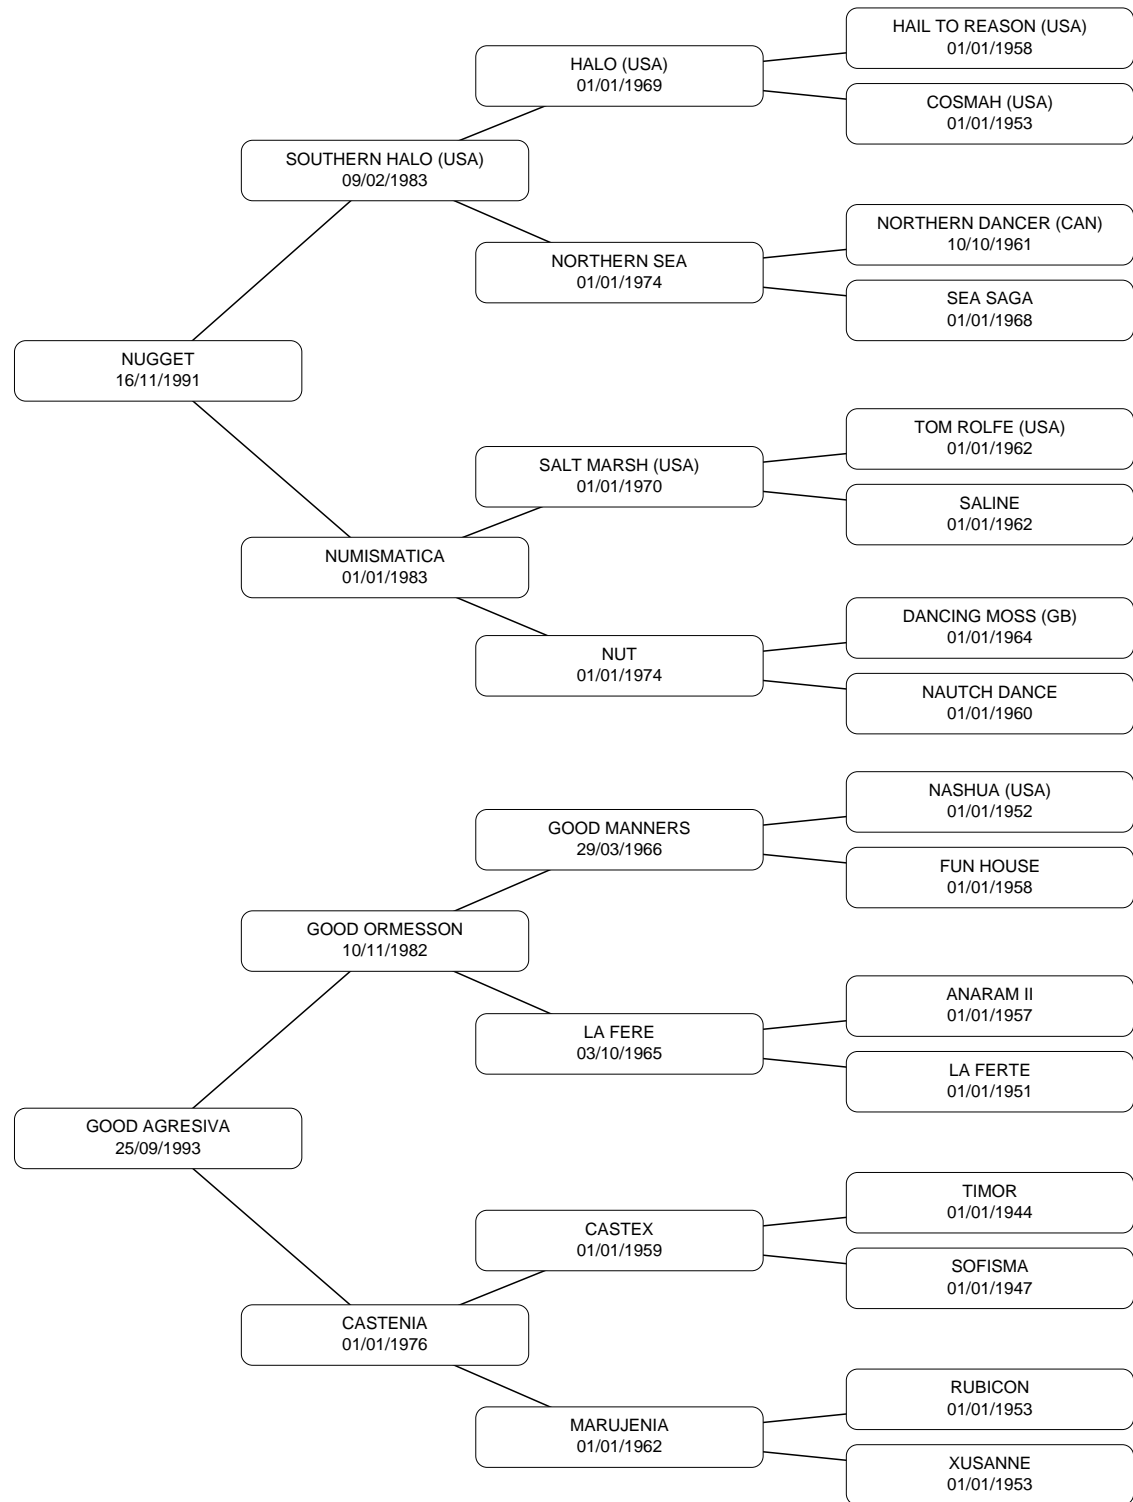 HAIL TO REASON (USA)
01/01/1958
HALO (USA)
01/01/1969
COSMAH (USA)
01/01/1953
SOUTHERN HALO (USA)
09/02/1983
NORTHERN DANCER (CAN)
10/10/1961
NORTHERN SEA
01/01/1974
SEA SAGA
01/01/1968
NUGGET
16/11/1991
TOM ROLFE (USA)
01/01/1962
SALT MARSH (USA)
01/01/1970
SALINE
01/01/1962
NUMISMATICA
01/01/1983
DANCING MOSS (GB)
01/01/1964
NUT
01/01/1974
NAUTCH DANCE
01/01/1960
NASHUA (USA)
01/01/1952
GOOD MANNERS
29/03/1966
FUN HOUSE
01/01/1958
GOOD ORMESSON
10/11/1982
ANARAM II
01/01/1957
LA FERE
03/10/1965
LA FERTE
01/01/1951
GOOD AGRESIVA
25/09/1993
TIMOR
01/01/1944
CASTEX
01/01/1959
SOFISMA
01/01/1947
CASTENIA
01/01/1976
RUBICON
01/01/1953
MARUJENIA
01/01/1962
XUSANNE
01/01/1953